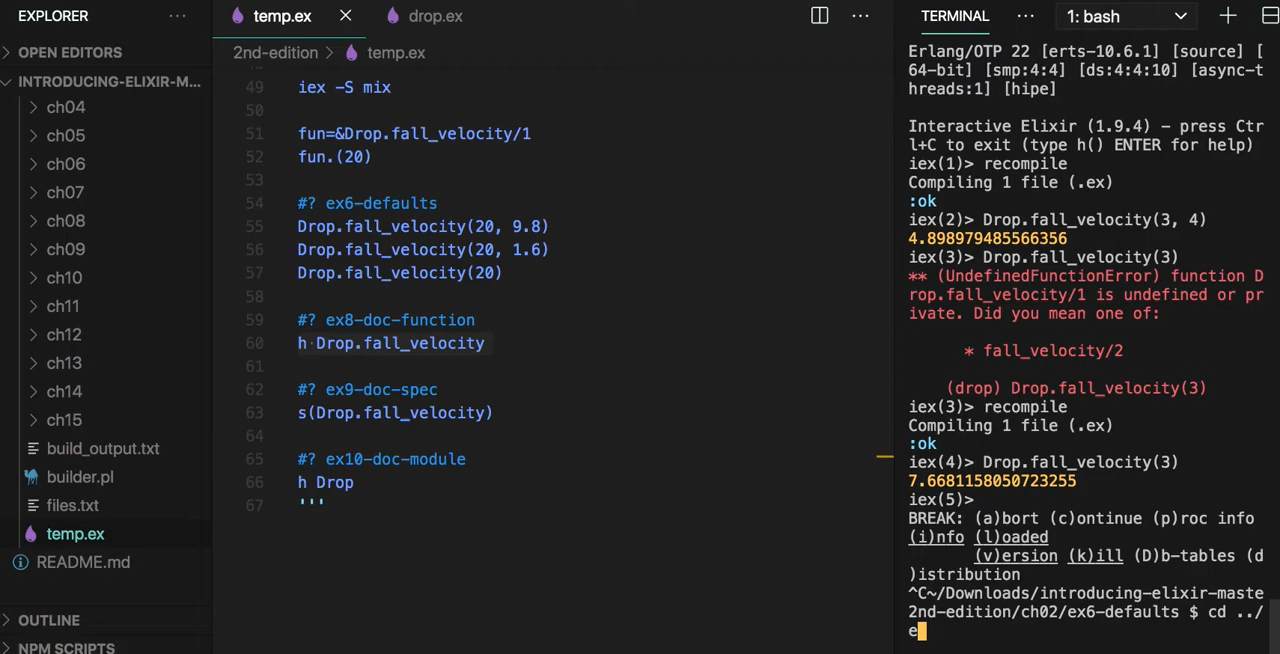 EXPLORER ···
OPEN EDITORS
INTRODUCING-ELIXIR-M...
ch04
ch05
ch06
ch07
ch08
ch09
ch10
ch11
ch12
ch13
ch14
ch15
build_output.txt
builder.pl
files.txt
temp.ex
README.md
OUTLINE
NPM SCRIPTS
temp.ex drop.ex ···
2nd-edition > temp.ex
49 iex -S mix
50
51 fun=&Drop.fall_velocity/1
52 fun.(20)
53
54 #? ex6-defaults
55 Drop.fall_velocity(20, 9.8)
56 Drop.fall_velocity(20, 1.6)
57 Drop.fall_velocity(20)
58
59 #? ex8-doc-function
60 h·Drop.fall_velocity
61
62 #? ex9-doc-spec
63 s(Drop.fall_velocity)
64
65 #? ex10-doc-module
66 h Drop
67 '''
TERMINAL ··· 1: bash
Erlang/OTP 22 [erts-10.6.1] [source] [
64-bit] [smp:4:4] [ds:4:4:10] [async-t
hreads:1] [hipe]
Interactive Elixir (1.9.4) - press Ctr
l+C to exit (type h() ENTER for help)
iex(1)> recompile
Compiling 1 file (.ex)
:ok
iex(2)> Drop.fall_velocity(3, 4)
4.898979485566356
iex(3)> Drop.fall_velocity(3)
** (UndefinedFunctionError) function D
rop.fall_velocity/1 is undefined or pr
ivate. Did you mean one of:
* fall_velocity/2
(drop) Drop.fall_velocity(3)
iex(3)> recompile
Compiling 1 file (.ex)
:ok
iex(4)> Drop.fall_velocity(3)
7.6681158050723255
iex(5)>
BREAK: (a)bort (c)ontinue (p)roc info
(i)nfo (l)oaded
(v)ersion (k)ill (D)b-tables (d
)istribution
^C~/Downloads/introducing-elixir-maste
2nd-edition/ch02/ex6-defaults $ cd ../
e